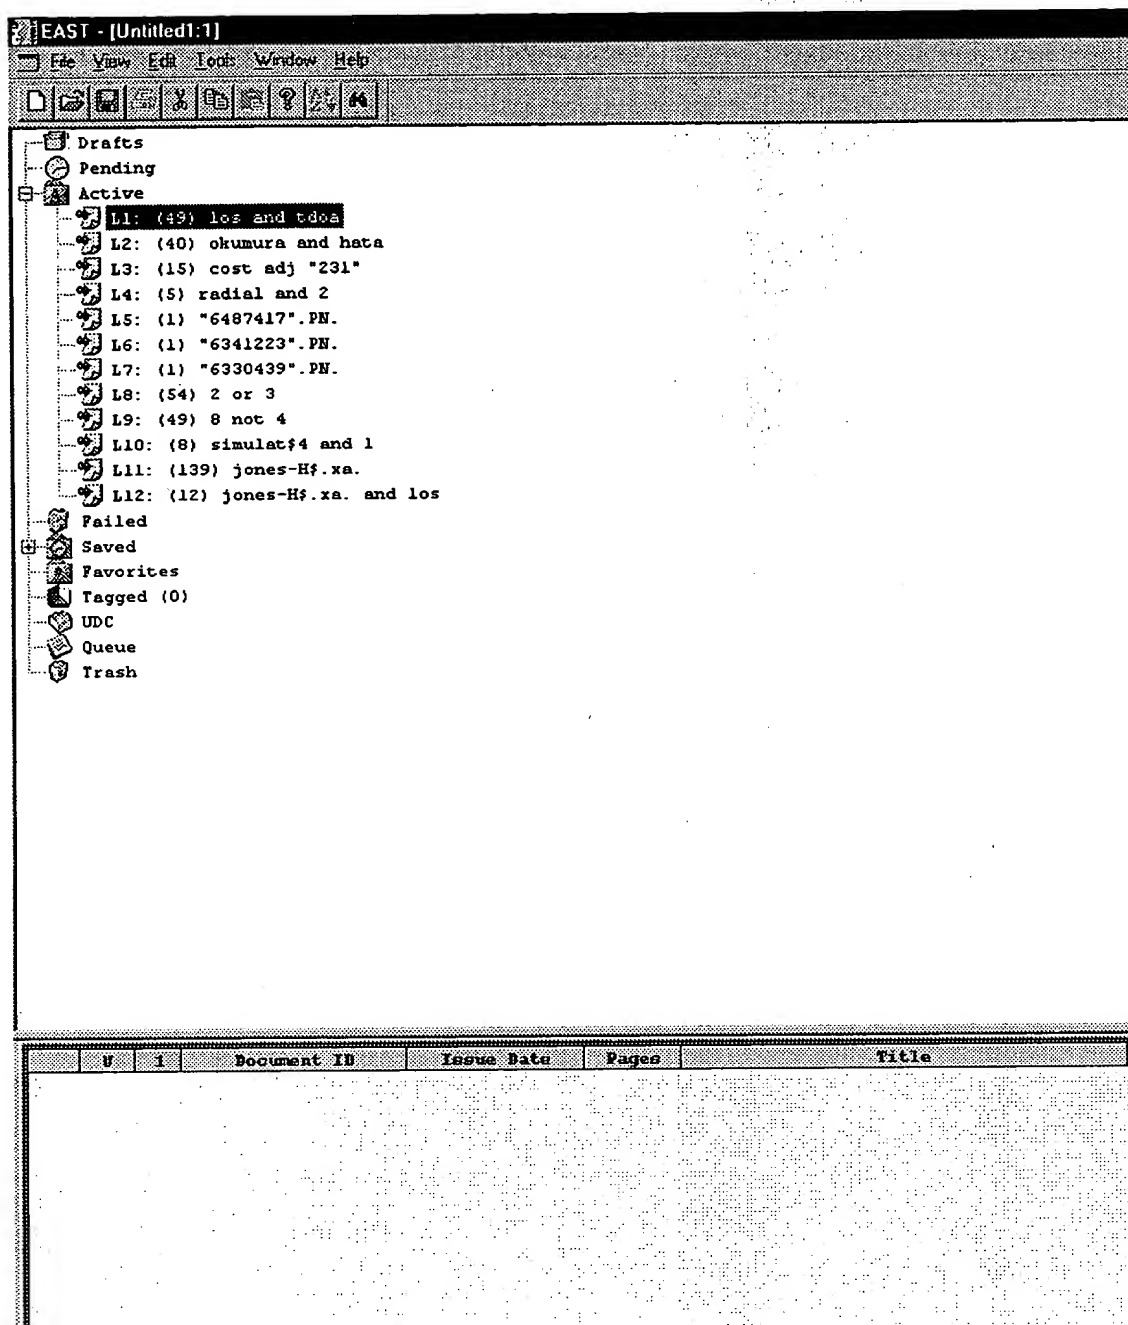 EAST - [Untitled1:1]
File View Edit Tools Window Help
Drafts
Pending
Active
L1: (49) los and tdoa
L2: (40) okumura and hata
L3: (15) cost adj "231"
L4: (5) radial and 2
L5: (1) "6487417".PN.
L6: (1) "6341223".PN.
L7: (1) "6330439".PN.
L8: (54) 2 or 3
L9: (49) 8 not 4
L10: (8) simulat$4 and 1
L11: (139) jones-H$.xa.
L12: (12) jones-H$.xa. and los
Failed
Saved
Favorites
Tagged (0)
UDC
Queue
Trash
U 1 Document ID Issue Date Pages Title